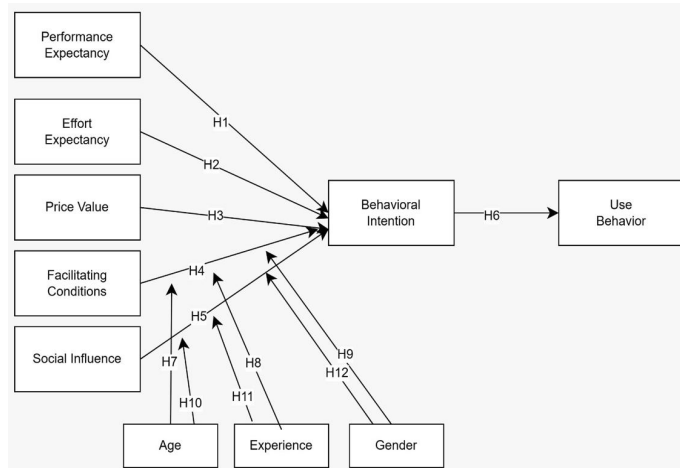 Performance
Expectancy
H1
Effort
Expectancy
H2
Price Value
H3
Behavioral
Intention
H6
Use
Behavior
Facilitating
Conditions
H4
H5
Social Influence
H7
H8
H9
H12
H10
H11
Age
Experience
Gender